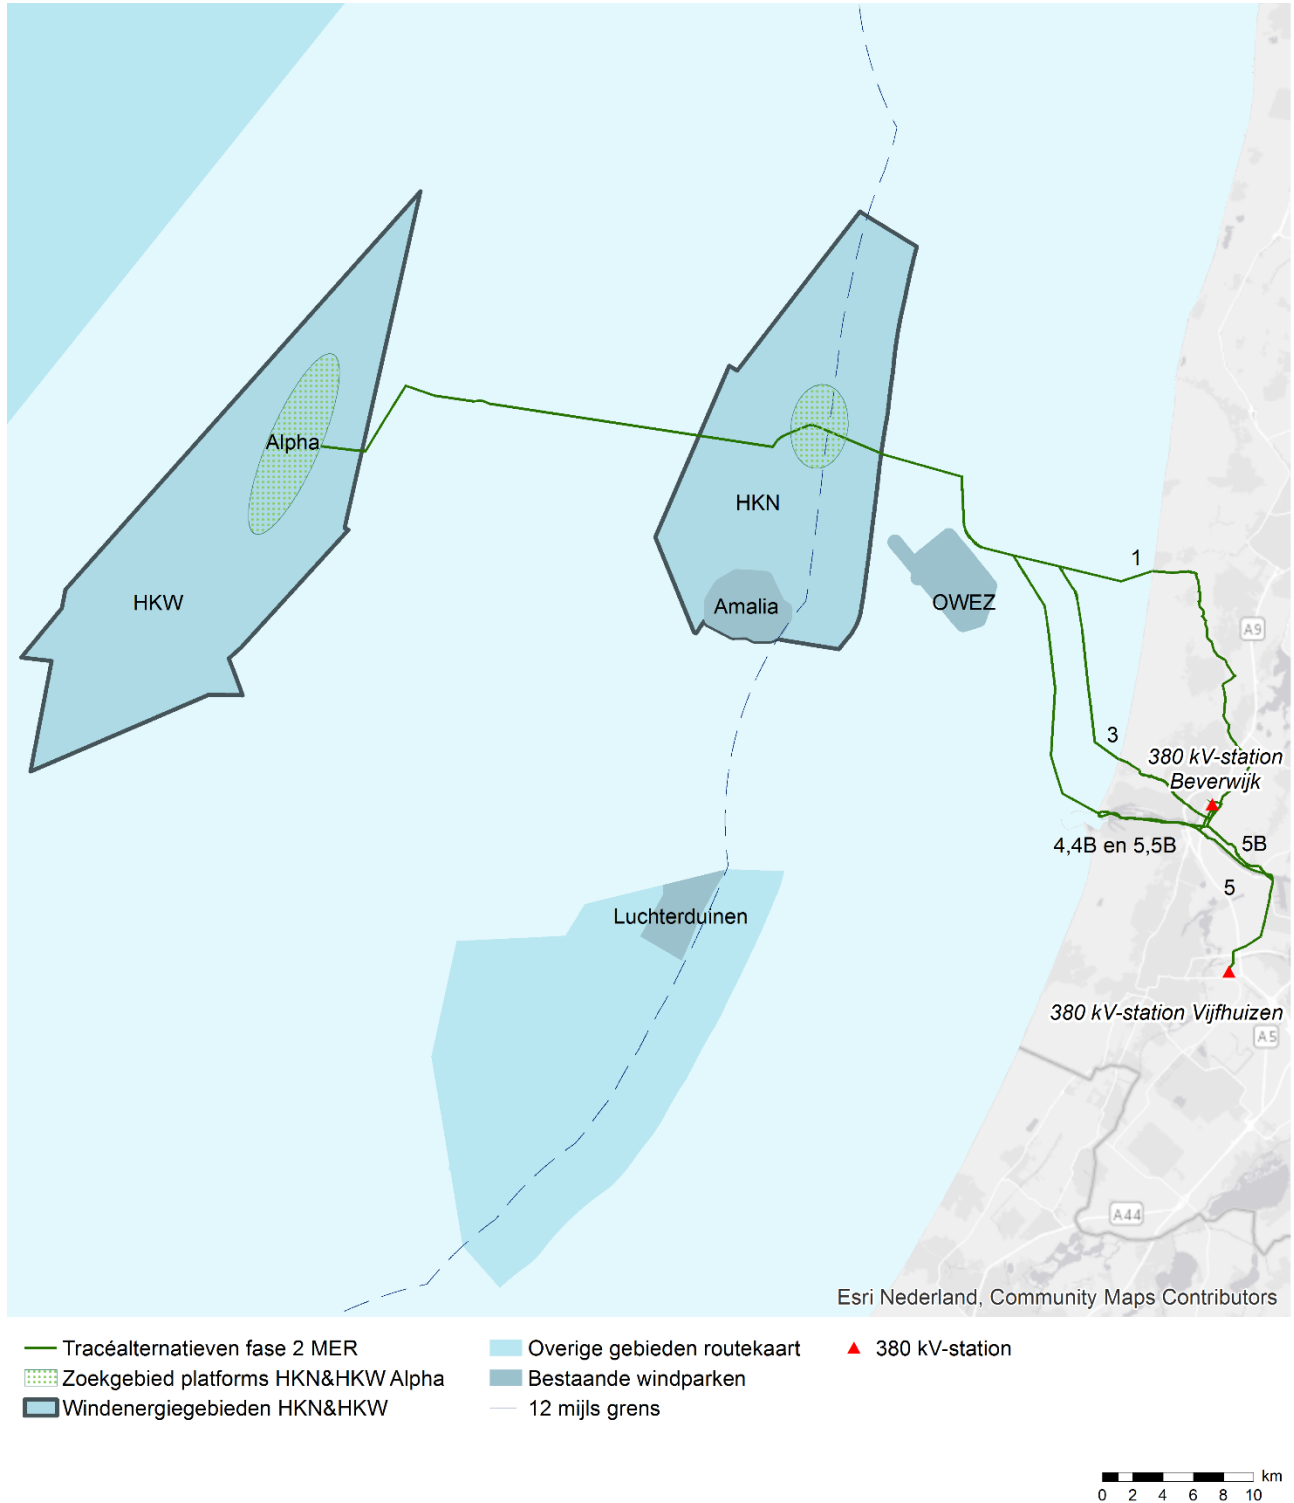 Alpha
HKN
1
HKW
Amalia
OWEZ
A9
3
380 kV-station
Beverwijk
4,4B en 5,5B
5B
5
Luchterduinen
380 kV-station Vijfhuizen
A5
A44
Esri Nederland, Community Maps Contributors
Tracéalternatieven fase 2 MER
Zoekgebied platforms HKN&HKW Alpha
Windenergiegebieden HKN&HKW
Overige gebieden routekaart
Bestaande windparken
12 mijls grens
380 kV-station
km
0 2 4 6 8 10